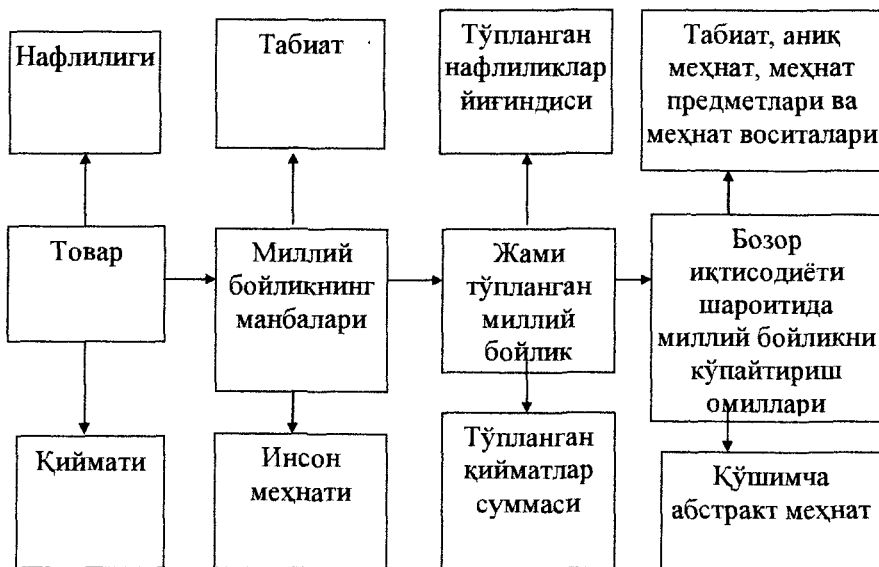 Нафлилиги
Табиат
Тўпланган
нафлиликлар
йиғиндиси
Табиат, аниқ
меҳнат, меҳнат
предметлари ва
меҳнат воситалари
Товар
Миллий
бойликнинг
манбалари
Жами
тўпланган
миллий
бойлик
Бозор
иқтисодиёти
шароитида
миллий бойликни
кўпайтириш
омиллари
Қиймати
Инсон
меҳнати
Тўпланган
қийматлар
суммаси
Қўшимча
абстракт меҳнат